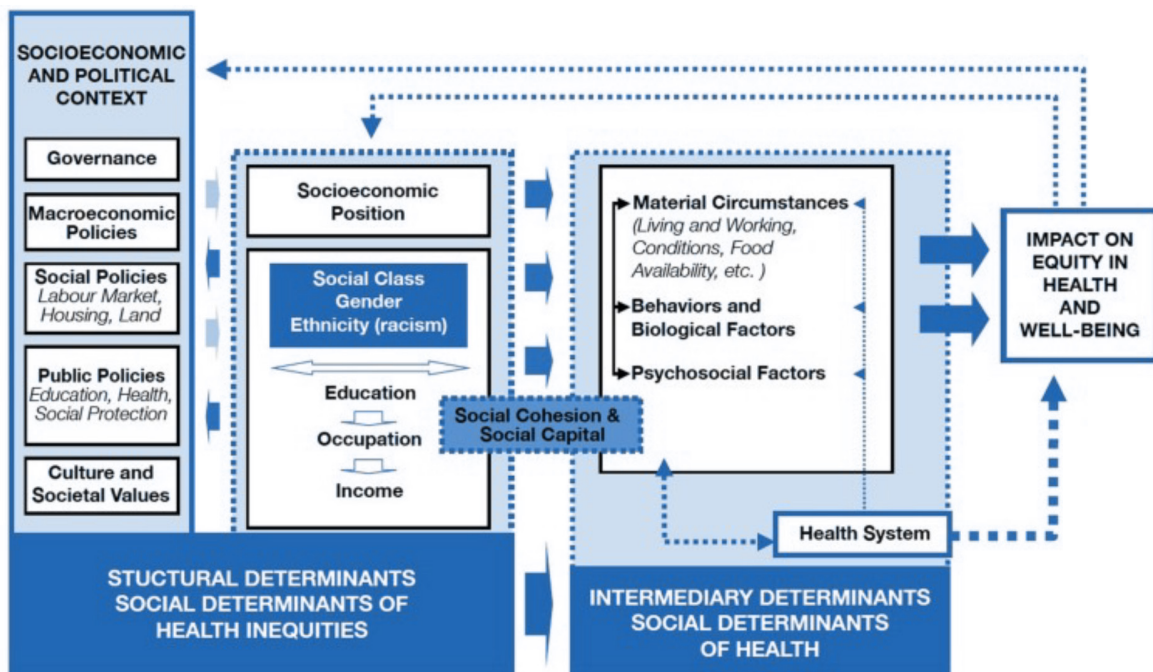 SOCIOECONOMIC
AND POLITICAL
CONTEXT
Governance
Macroeconomic
Policies
Social Policies
Labour Market,
Housing, Land
Public Policies
Education, Health,
Social Protection
Culture and
Societal Values
Socioeconomic
Position
Social Class
Gender
Ethnicity (racism)
Education
Occupation
Income
Social Cohesion &
Social Capital
Material Circumstances
(Living and Working,
Conditions, Food
Availability, etc. )
Behaviors and
Biological Factors
Psychosocial Factors
Health System
IMPACT ON
EQUITY IN
HEALTH
AND
WELL-BEING
STUCTURAL DETERMINANTS
SOCIAL DETERMINANTS OF
HEALTH INEQUITIES
INTERMEDIARY DETERMINANTS
SOCIAL DETERMINANTS
OF HEALTH